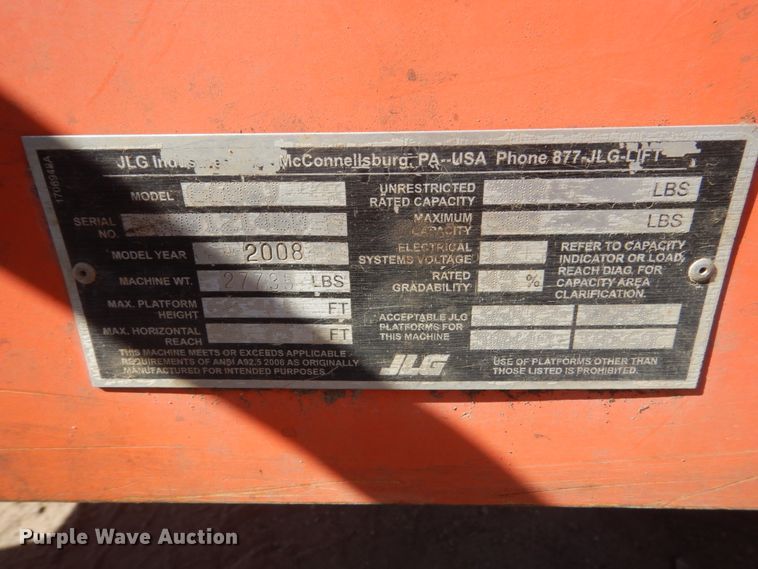 JLG McConnellsburg, PA--USA Phone 877-JLG-LIFT
MODEL
SERIAL NO.
MODEL YEAR 2008
MACHINE WT. LBS
MAX. PLATFORM HEIGHT FT
MAX. HORIZONTAL REACH FT
THIS MACHINE MEETS OR EXCEEDS APPLICABLE
REQUIREMENTS OF ANSI A92.5 2006 AS ORIGINALLY
MANUFACTURED FOR INTENDED PURPOSES.
UNRESTRICTED
RATED CAPACITY LBS
MAXIMUM
CAPACITY LBS
ELECTRICAL
SYSTEMS VOLTAGE
RATED
GRADABILITY %
REFER TO CAPACITY
INDICATOR OR LOAD,
REACH DIAG. FOR
CAPACITY AREA
CLARIFICATION.
ACCEPTABLE JLG
PLATFORMS FOR
THIS MACHINE
JLG
USE OF PLATFORMS OTHER THAN
THOSE LISTED IS PROHIBITED.
Purple Wave Auction